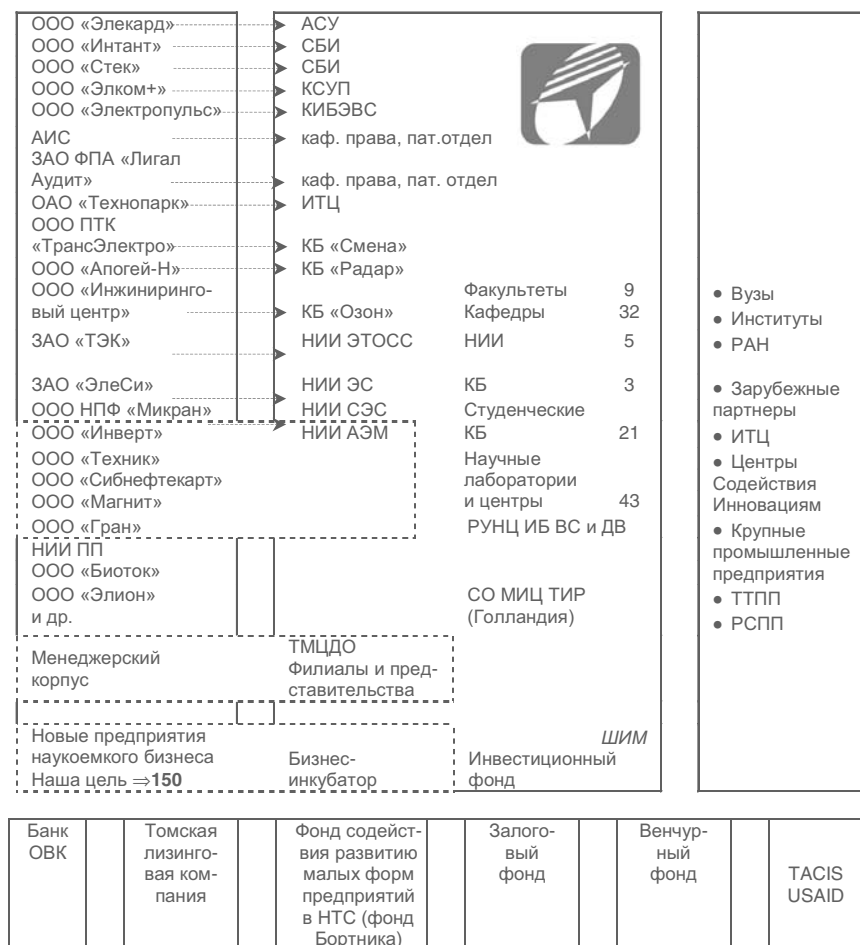 ООО «Элекард»
ООО «Интант»
ООО «Стек»
ООО «Элком+»
ООО «Электропульс»
АИС
ЗАО ФПА «Лигал
Аудит»
ОАО «Технопарк»
ООО ПТК
«ТрансЭлектро»
ООО «Апогей-Н»
ООО «Инжиниринго-
вый центр»
ЗАО «ТЭК»
ЗАО «ЭлеСи»
ООО НПФ «Микран»
ООО «Инверт»
ООО «Техник»
ООО «Сибнефтекарт»
ООО «Магнит»
ООО «Гран»
НИИ ПП
ООО «Биоток»
ООО «Элион»
и др.
Менеджерский
корпус
Новые предприятия
наукоемкого бизнеса
Наша цель ⇒150
АСУ
СБИ
СБИ
КСУП
КИБЭВС
каф. права, пат.отдел
каф. права, пат. отдел
ИТЦ
КБ «Смена»
КБ «Радар»
КБ «Озон»
НИИ ЭТОСС
НИИ ЭС
НИИ СЭС
НИИ АЭМ
ТМЦДО
Филиалы и пред-
ставительства
Бизнес-
инкубатор
Факультеты 9
Кафедры 32
НИИ 5
КБ 3
Студенческие
КБ 21
Научные
лаборатории
и центры 43
РУНЦ ИБ ВС и ДВ
СО МИЦ ТИР
(Голландия)
ШИМ
Инвестиционный
фонд
● Вузы
● Институты
● РАН
● Зарубежные
партнеры
● ИТЦ
● Центры
Содействия
Инновациям
● Крупные
промышленные
предприятия
● ТТПП
● РСПП
Банк
ОВК
Томская
лизинго-
вая ком-
пания
Фонд содейст-
вия развитию
малых форм
предприятий
в НТС (фонд
Бортника)
Залого-
вый
фонд
Венчур-
ный
фонд
TACIS
USAID